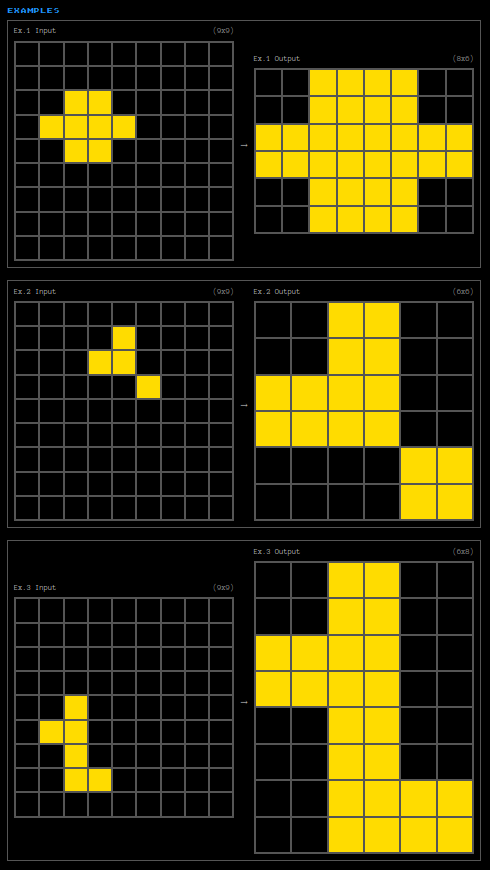 EXAMPLES
Ex.1 Input (9x9)
Ex.1 Output (8x6)
→
Ex.2 Input (9x9)
Ex.2 Output (6x6)
→
Ex.3 Output (6x8)
Ex.3 Input (9x9)
→